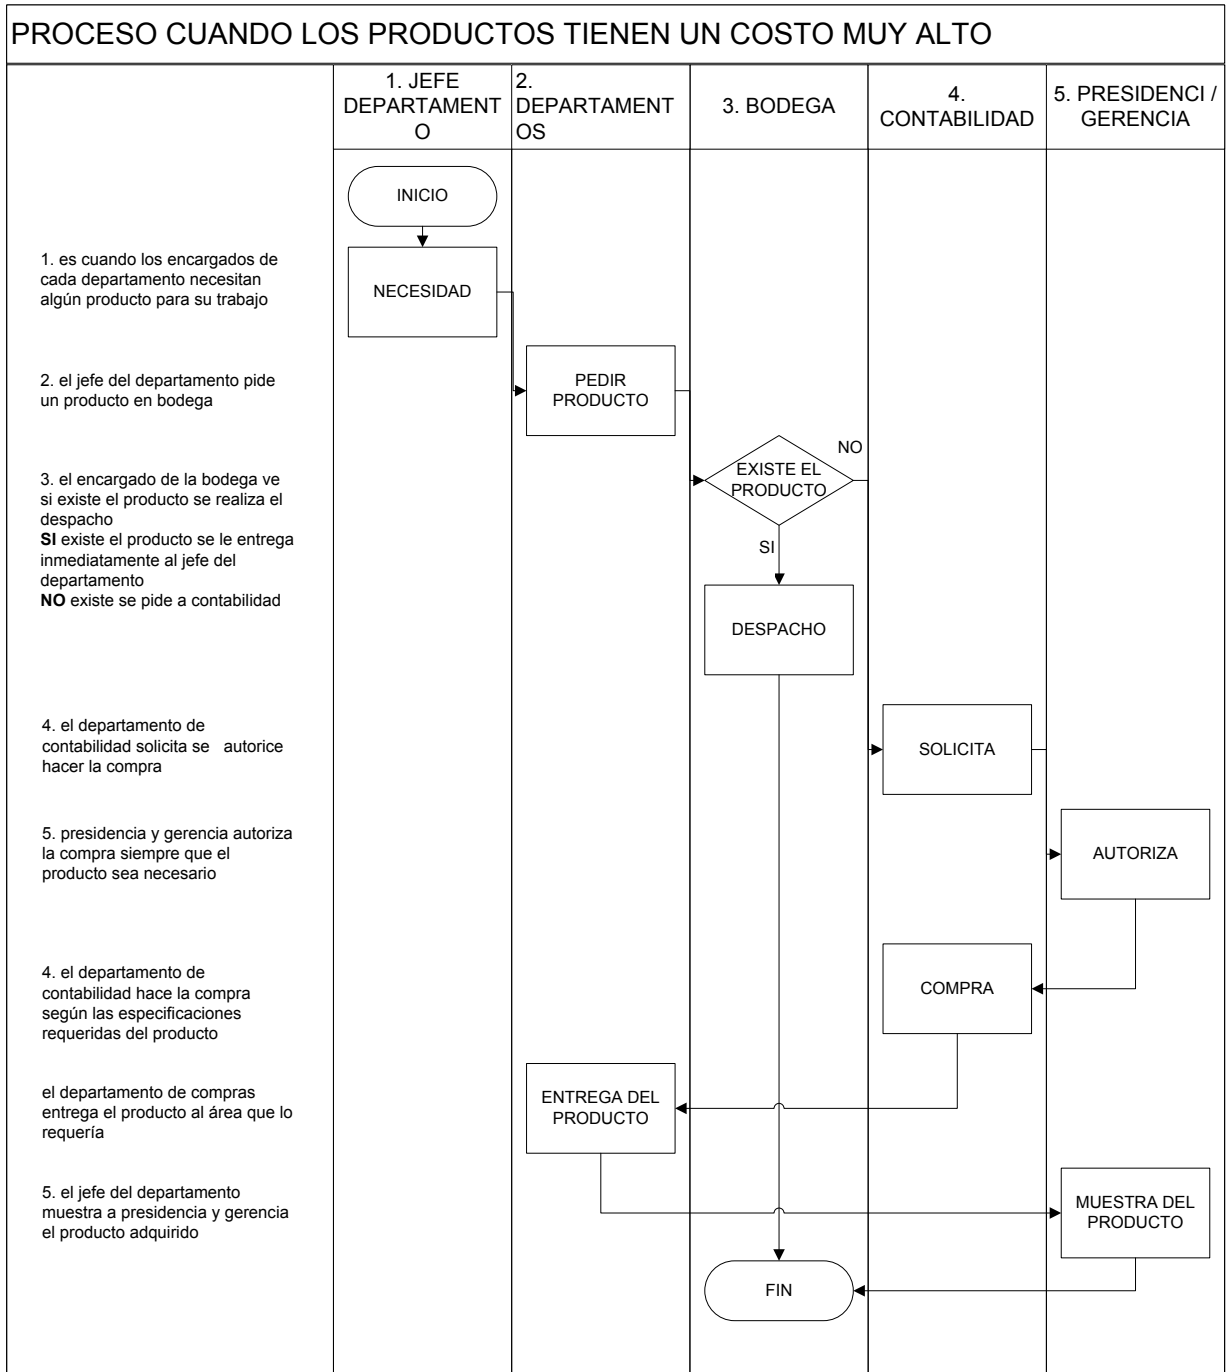 PROCESO CUANDO LOS PRODUCTOS TIENEN UN COSTO MUY ALTO
1. JEFE
DEPARTAMENT
O
2.
DEPARTAMENT
OS
3. BODEGA
4.
CONTABILIDAD
5. PRESIDENCI /
GERENCIA
INICIO
1. es cuando los encargados de
cada departamento necesitan
algún producto para su trabajo
NECESIDAD
2. el jefe del departamento pide
un producto en bodega
PEDIR
PRODUCTO
3. el encargado de la bodega ve
si existe el producto se realiza el
despacho
SI existe el producto se le entrega
inmediatamente al jefe del
departamento
NO existe se pide a contabilidad
EXISTE EL
PRODUCTO
NO
SI
DESPACHO
4. el departamento de
contabilidad solicita se autorice
hacer la compra
SOLICITA
5. presidencia y gerencia autoriza
la compra siempre que el
producto sea necesario
AUTORIZA
4. el departamento de
contabilidad hace la compra
según las especificaciones
requeridas del producto
COMPRA
el departamento de compras
entrega el producto al área que lo
requería
ENTREGA DEL
PRODUCTO
5. el jefe del departamento
muestra a presidencia y gerencia
el producto adquirido
MUESTRA DEL
PRODUCTO
FIN